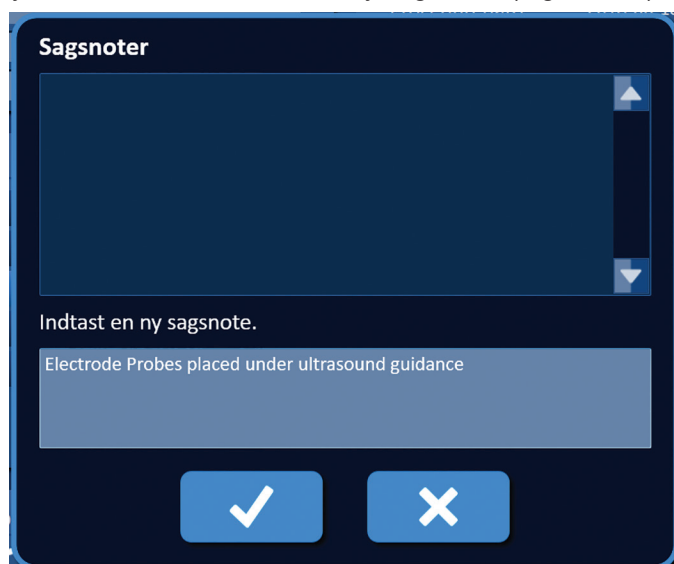 Sagsnoter
Indtast en ny sagsnote.
Electrode Probes placed under ultrasound guidance